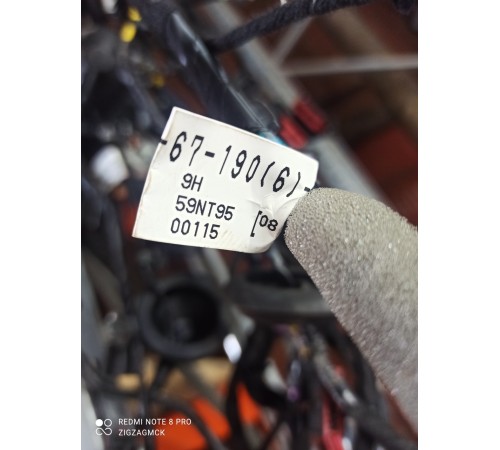 -67-190(6)-
9H
59NT95 [08
00115
REDMI NOTE 8 PRO
ZIGZAGMCK